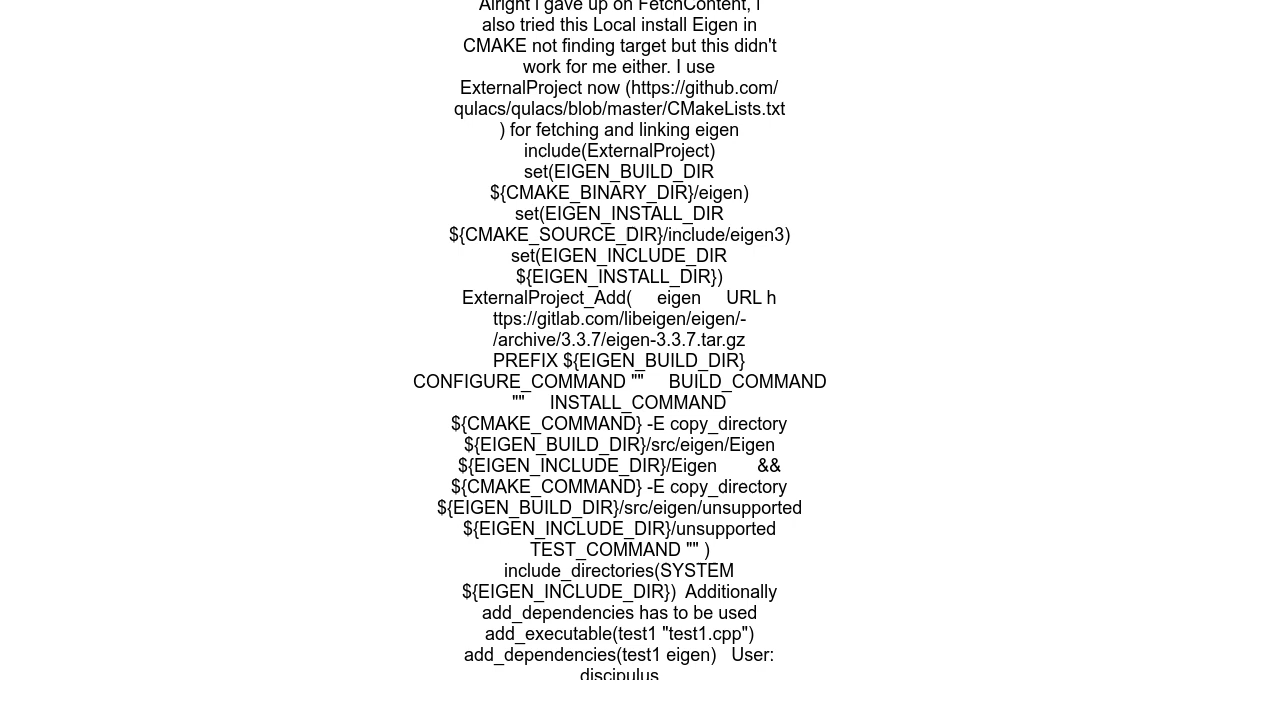 Alright I gave up on FetchContent, I
also tried this Local install Eigen in
CMAKE not finding target but this didn't
work for me either. I use
ExternalProject now (https://github.com/
qulacs/qulacs/blob/master/CMakeLists.txt
) for fetching and linking eigen
include(ExternalProject)
set(EIGEN_BUILD_DIR
${CMAKE_BINARY_DIR}/eigen)
set(EIGEN_INSTALL_DIR
${CMAKE_SOURCE_DIR}/include/eigen3)
set(EIGEN_INCLUDE_DIR
${EIGEN_INSTALL_DIR})
ExternalProject_Add(     eigen     URL h
ttps://gitlab.com/libeigen/eigen/-
/archive/3.3.7/eigen-3.3.7.tar.gz
PREFIX ${EIGEN_BUILD_DIR}
CONFIGURE_COMMAND ""     BUILD_COMMAND
""     INSTALL_COMMAND
${CMAKE_COMMAND} -E copy_directory
${EIGEN_BUILD_DIR}/src/eigen/Eigen
${EIGEN_INCLUDE_DIR}/Eigen        &&
${CMAKE_COMMAND} -E copy_directory
${EIGEN_BUILD_DIR}/src/eigen/unsupported
${EIGEN_INCLUDE_DIR}/unsupported
TEST_COMMAND "" )
include_directories(SYSTEM
${EIGEN_INCLUDE_DIR})  Additionally
add_dependencies has to be used
add_executable(test1 "test1.cpp")
add_dependencies(test1 eigen)   User:
discipulus